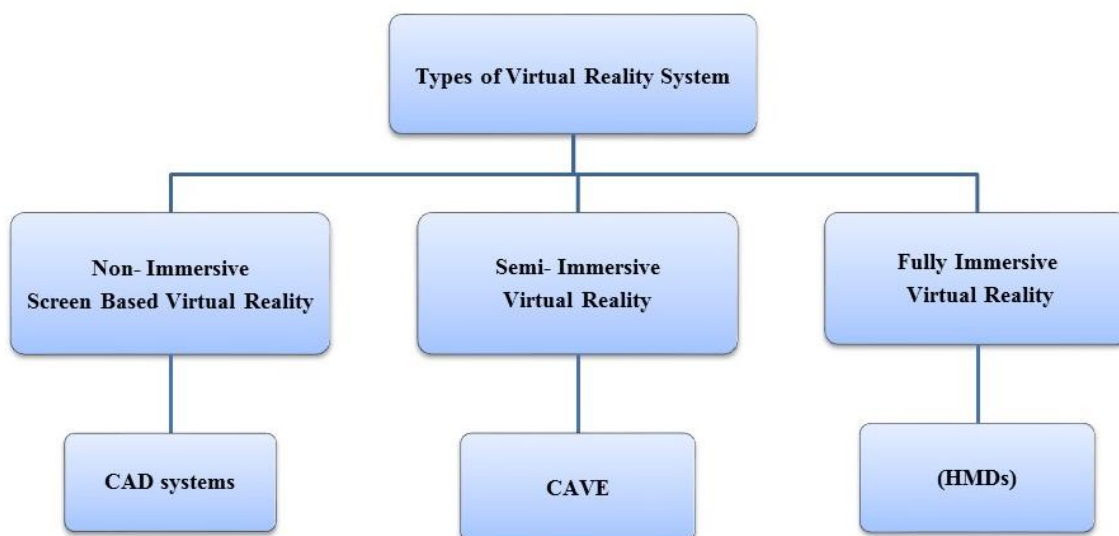 Types of Virtual Reality System
Non- Immersive
Screen Based Virtual Reality
Semi- Immersive
Virtual Reality
Fully Immersive
Virtual Reality
CAD systems
CAVE
(HMDs)